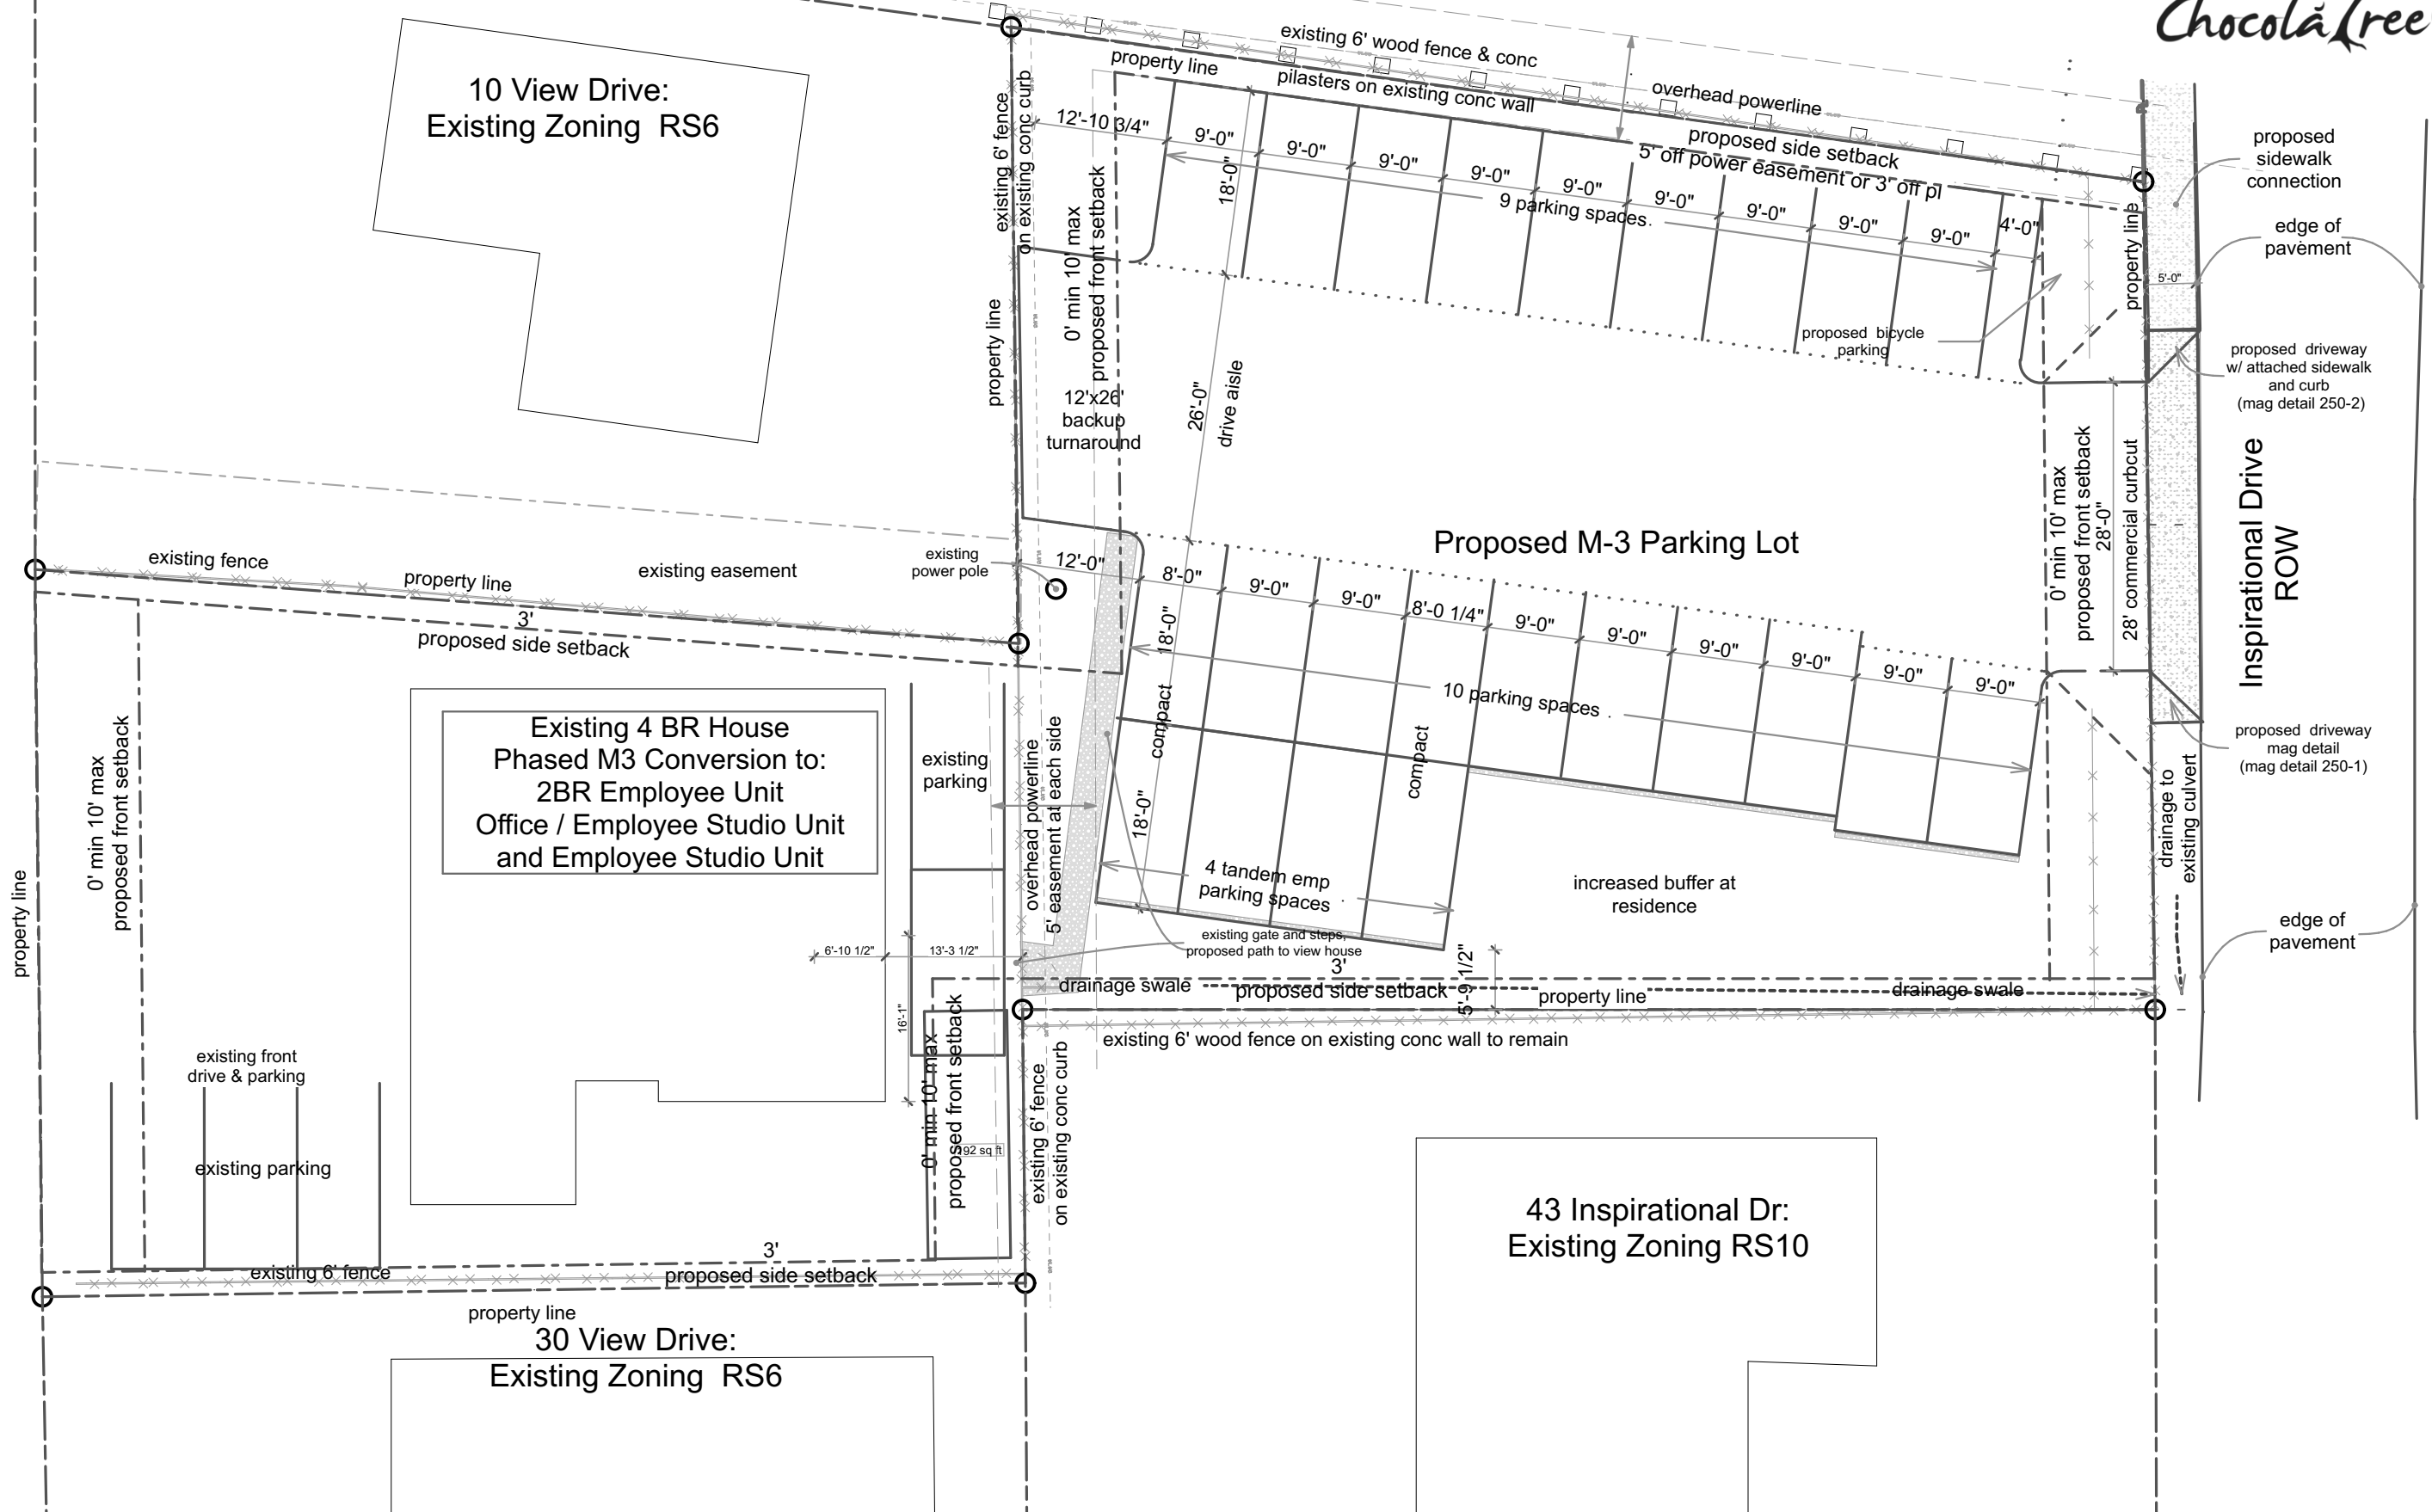 ChocolaTree
10 View Drive:
Existing Zoning RS6
existing 6' wood fence & conc
property line
pilasters on existing conc wall
overhead powerline
proposed side setback
5' off power easement or 3' off pl
existing 6' fence
on existing conc curb
12'-10 3/4"
9'-0"
9'-0"
9'-0"
9'-0"
9'-0"
9'-0"
9'-0"
9'-0"
9'-0"
4'-0"
18'-0"
9 parking spaces
0' min 10' max
proposed front setback
property line
property line
proposed
sidewalk
connection
edge of
pavement
5'-0"
proposed bicycle
parking
proposed driveway
w/ attached sidewalk
and curb
(mag detail 250-2)
12'x26'
backup
turnaround
26'-0"
drive aisle
Proposed M-3 Parking Lot
0' min 10' max
proposed front setback
28'-0"
28' commercial curbcut
Inspirational Drive
ROW
existing fence
property line
existing easement
existing
power pole
3'
proposed side setback
12'-0"
8'-0"
9'-0"
9'-0"
8'-0 1/4"
9'-0"
9'-0"
9'-0"
9'-0"
9'-0"
9'-0"
18'-0"
compact
10 parking spaces
compact
18'-0"
4 tandem emp
parking spaces
proposed driveway
mag detail
(mag detail 250-1)
drainage to
existing culvert
Existing 4 BR House
Phased M3 Conversion to:
2BR Employee Unit
Office / Employee Studio Unit
and Employee Studio Unit
existing
parking
overhead powerline
5' easement at each side
0' min 10' max
proposed front setback
property line
increased buffer at
residence
edge of
pavement
6'-10 1/2"
13'-3 1/2"
existing gate and steps,
proposed path to view house
3'
5'-9 1/2"
drainage swale
proposed side setback
property line
drainage swale
existing 6' wood fence on existing conc wall to remain
16'-1"
0' min 10' max
proposed front setback
existing 6' fence
on existing conc curb
existing front
drive & parking
existing parking
existing 6' fence
3'
proposed side setback
property line
30 View Drive:
Existing Zoning RS6
43 Inspirational Dr:
Existing Zoning RS10